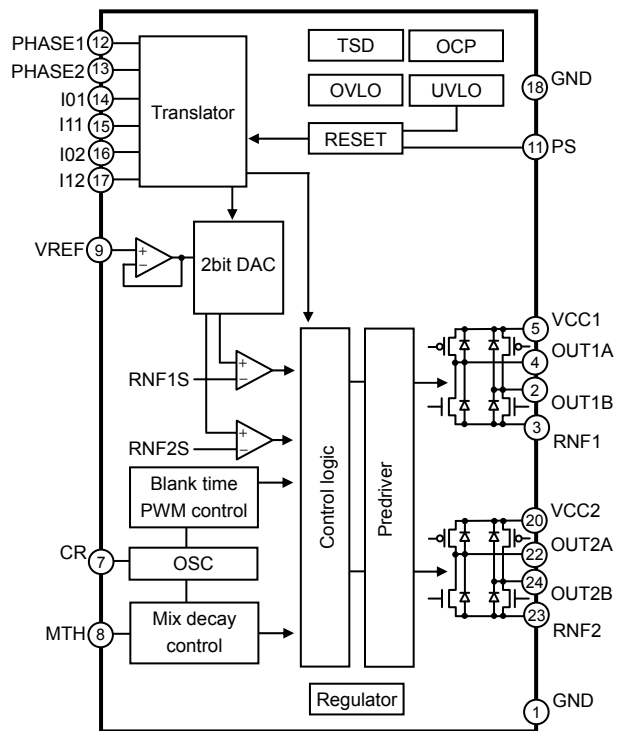 PHASE1 12
PHASE2 13
I01 14
I11 15
I02 16
I12 17
Translator
TSD
OCP
OVLO
UVLO
RESET
18 GND
11 PS
VREF 9
+
−
2bit DAC
RNF1S
+
−
RNF2S
+
−
Blank time
PWM control
CR 7
OSC
MTH 8
Mix decay
control
Control logic
Predriver
5 VCC1
4 OUT1A
2 OUT1B
3 RNF1
20 VCC2
22 OUT2A
24 OUT2B
23 RNF2
Regulator
1 GND